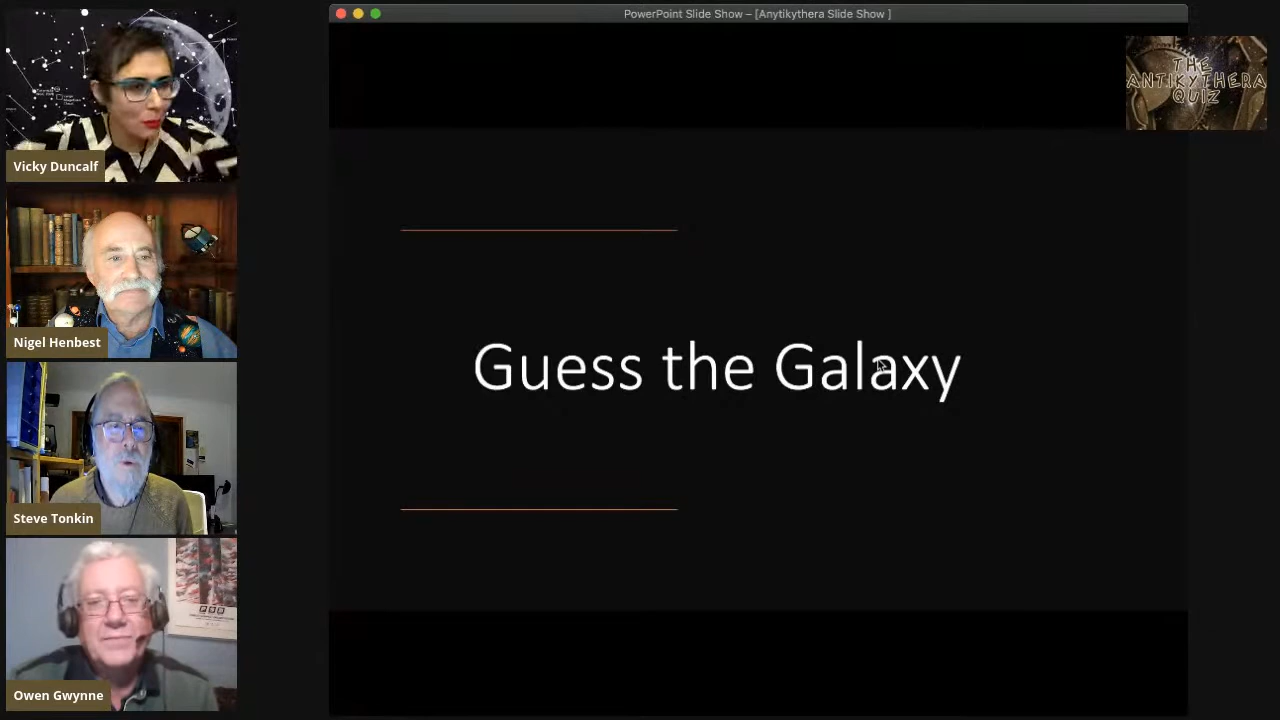 PowerPoint Slide Show – [Anytikythera Slide Show ]
THE
ANTIKYTHERA
QUIZ
Vicky Duncalf
Nigel Henbest
Guess the Galaxy
Steve Tonkin
Owen Gwynne